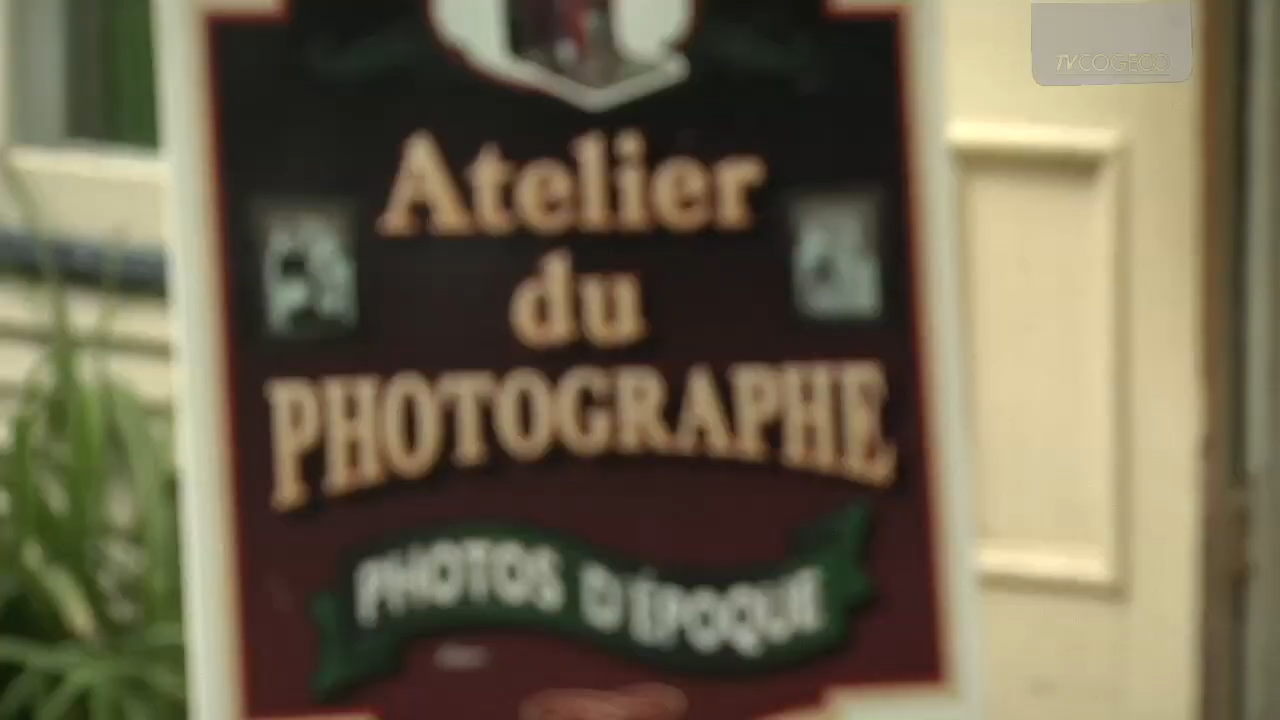 TVCOGECO
Atelier
du
PHOTOGRAPHE
PHOTOS D'ÉPOQUE